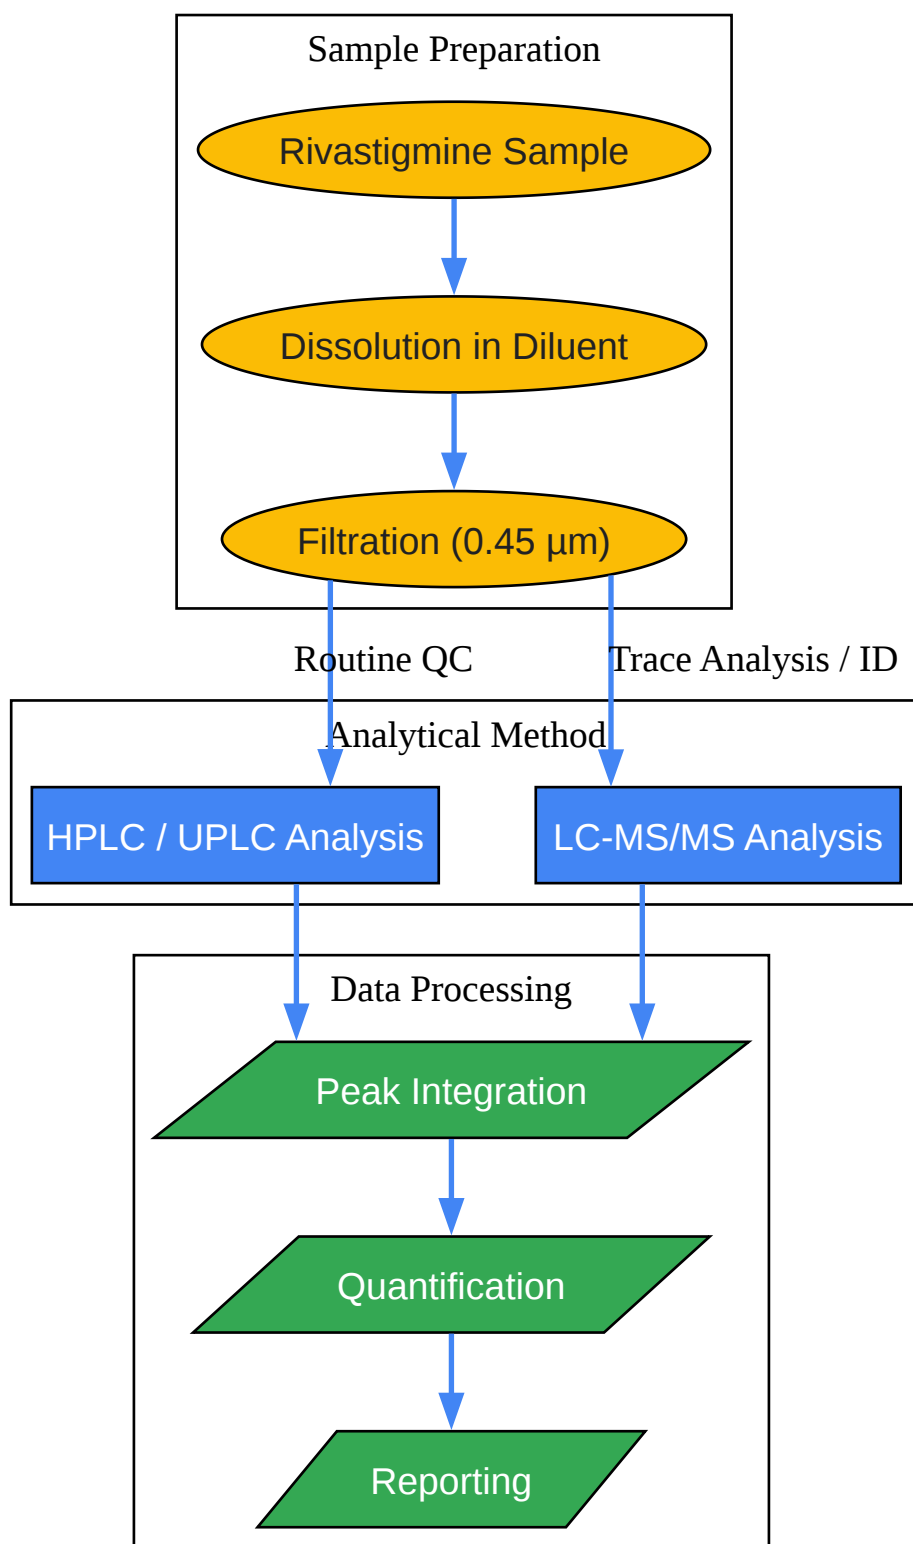 Sample Preparation
Rivastigmine Sample
Dissolution in Diluent
Filtration (0.45 µm)
Routine QC
Trace Analysis / ID
Analytical Method
HPLC / UPLC Analysis
LC-MS/MS Analysis
Data Processing
Peak Integration
Quantification
Reporting